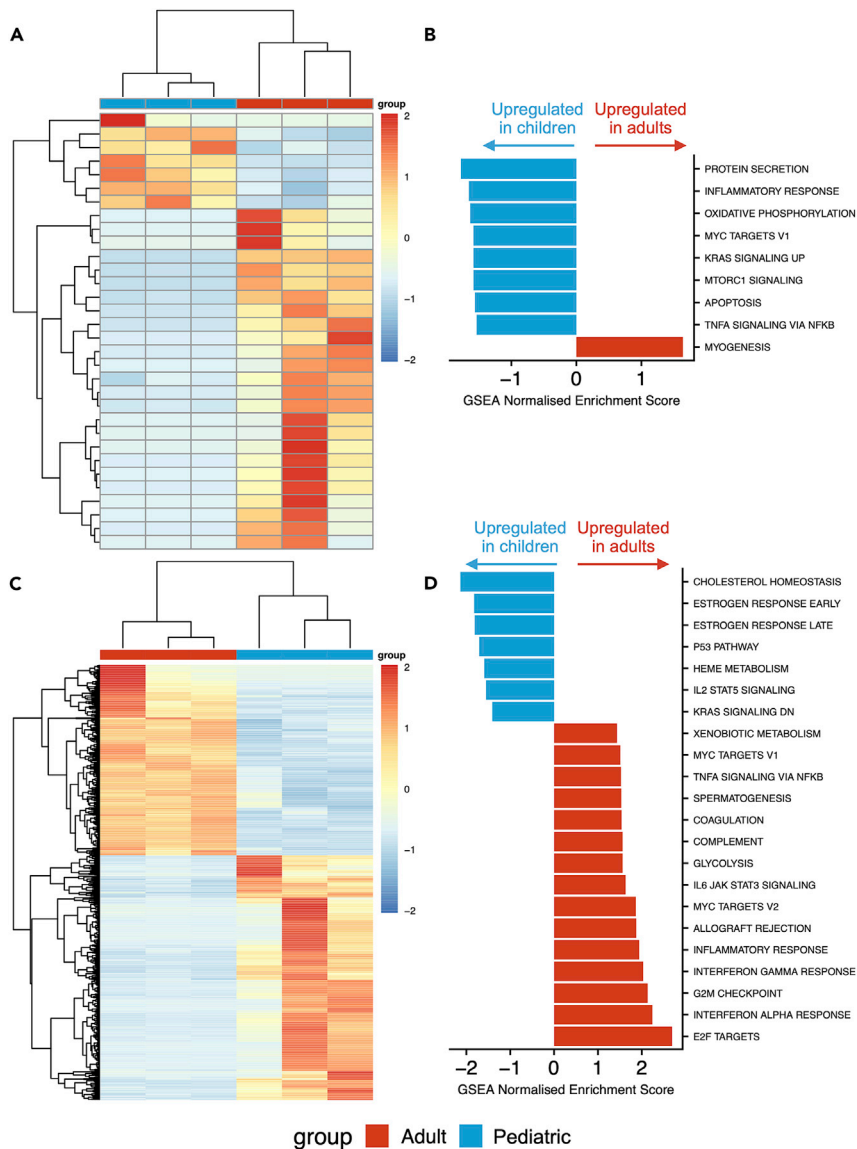 A
group
2
1
0
−1
−2
B
Upregulated
in children
Upregulated
in adults
PROTEIN SECRETION
INFLAMMATORY RESPONSE
OXIDATIVE PHOSPHORYLATION
MYC TARGETS V1
KRAS SIGNALING UP
MTORC1 SIGNALING
APOPTOSIS
TNFA SIGNALING VIA NFKB
MYOGENESIS
−1 0 1
GSEA Normalised Enrichment Score
C
group
2
1
0
−1
−2
D
Upregulated
in children
Upregulated
in adults
CHOLESTEROL HOMEOSTASIS
ESTROGEN RESPONSE EARLY
ESTROGEN RESPONSE LATE
P53 PATHWAY
HEME METABOLISM
IL2 STAT5 SIGNALING
KRAS SIGNALING DN
XENOBIOTIC METABOLISM
MYC TARGETS V1
TNFA SIGNALING VIA NFKB
SPERMATOGENESIS
COAGULATION
COMPLEMENT
GLYCOLYSIS
IL6 JAK STAT3 SIGNALING
MYC TARGETS V2
ALLOGRAFT REJECTION
INFLAMMATORY RESPONSE
INTERFERON GAMMA RESPONSE
G2M CHECKPOINT
INTERFERON ALPHA RESPONSE
E2F TARGETS
−2 −1 0 1 2
GSEA Normalised Enrichment Score
group Adult Pediatric